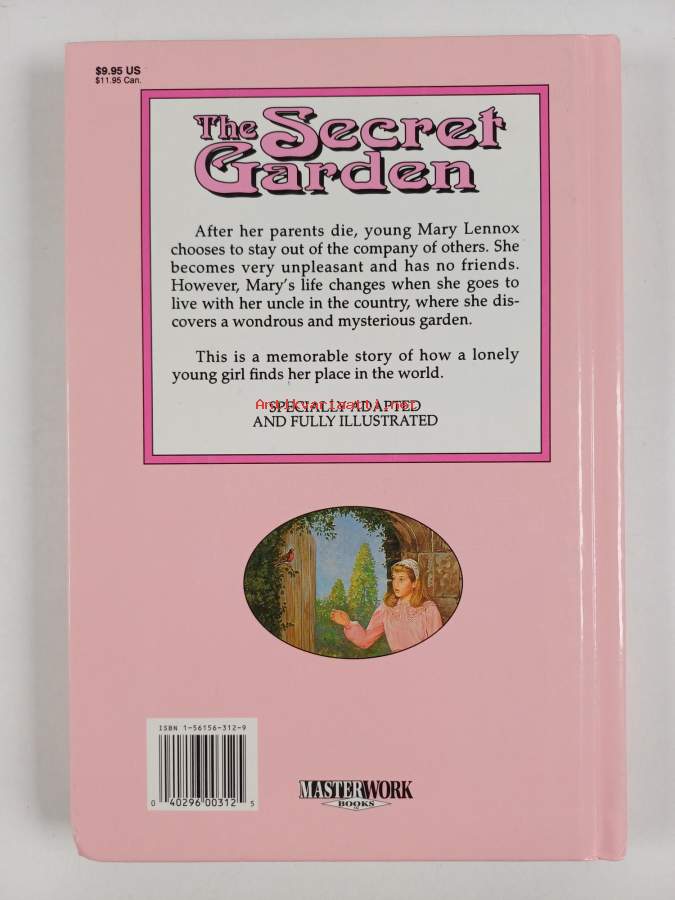 $9.95 US
$11.95 Can.
The Secret
Garden
After her parents die, young Mary Lennox
chooses to stay out of the company of others. She
becomes very unpleasant and has no friends.
However, Mary's life changes when she goes to
live with her uncle in the country, where she dis-
covers a wondrous and mysterious garden.
This is a memorable story of how a lonely
young girl finds her place in the world.
SPECIALLY ADAPTED
Antikvariaatti.net
AND FULLY ILLUSTRATED
ISBN 1-56156-312-9
0 40296 00312 5
MASTERWORK
BOOKS